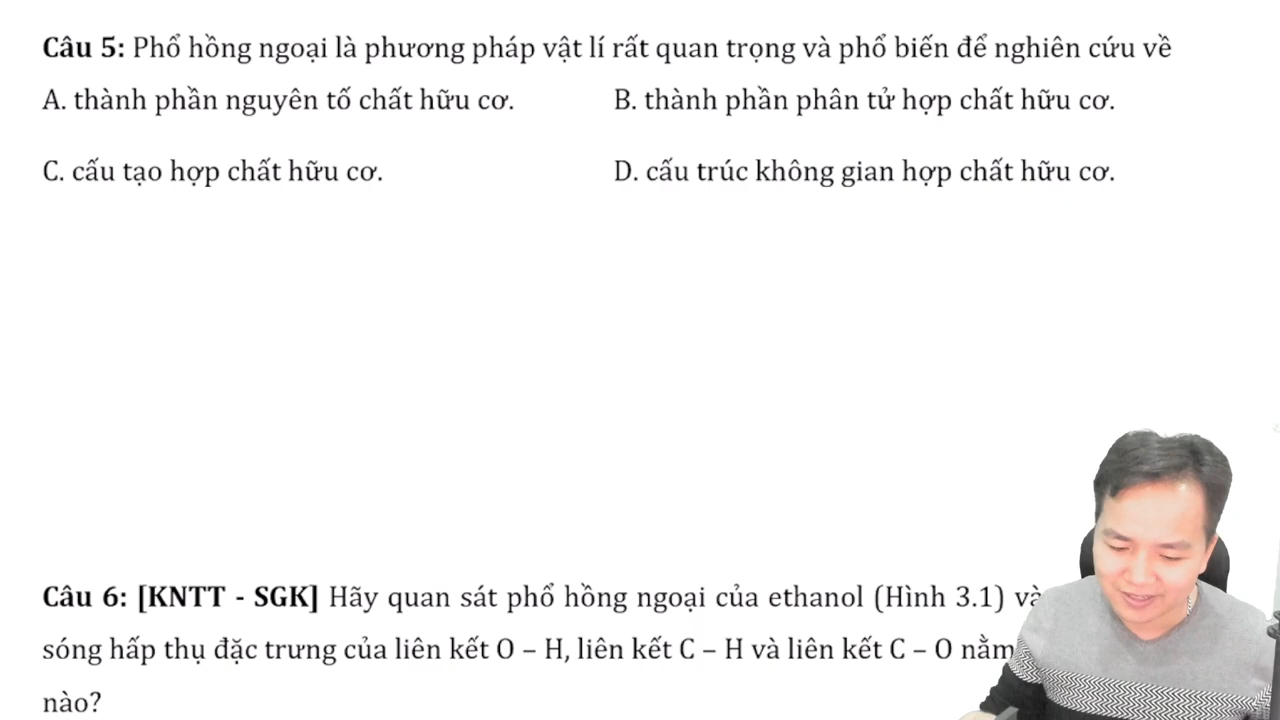 Câu 5: Phổ hồng ngoại là phương pháp vật lí rất quan trọng và phổ biến để nghiên cứu về
A. thành phần nguyên tố chất hữu cơ. B. thành phần phân tử hợp chất hữu cơ.
C. cấu tạo hợp chất hữu cơ. D. cấu trúc không gian hợp chất hữu cơ.
Câu 6: [KNTT - SGK] Hãy quan sát phổ hồng ngoại của ethanol (Hình 3.1) và
sóng hấp thụ đặc trưng của liên kết O – H, liên kết C – H và liên kết C – O nằm
nào?